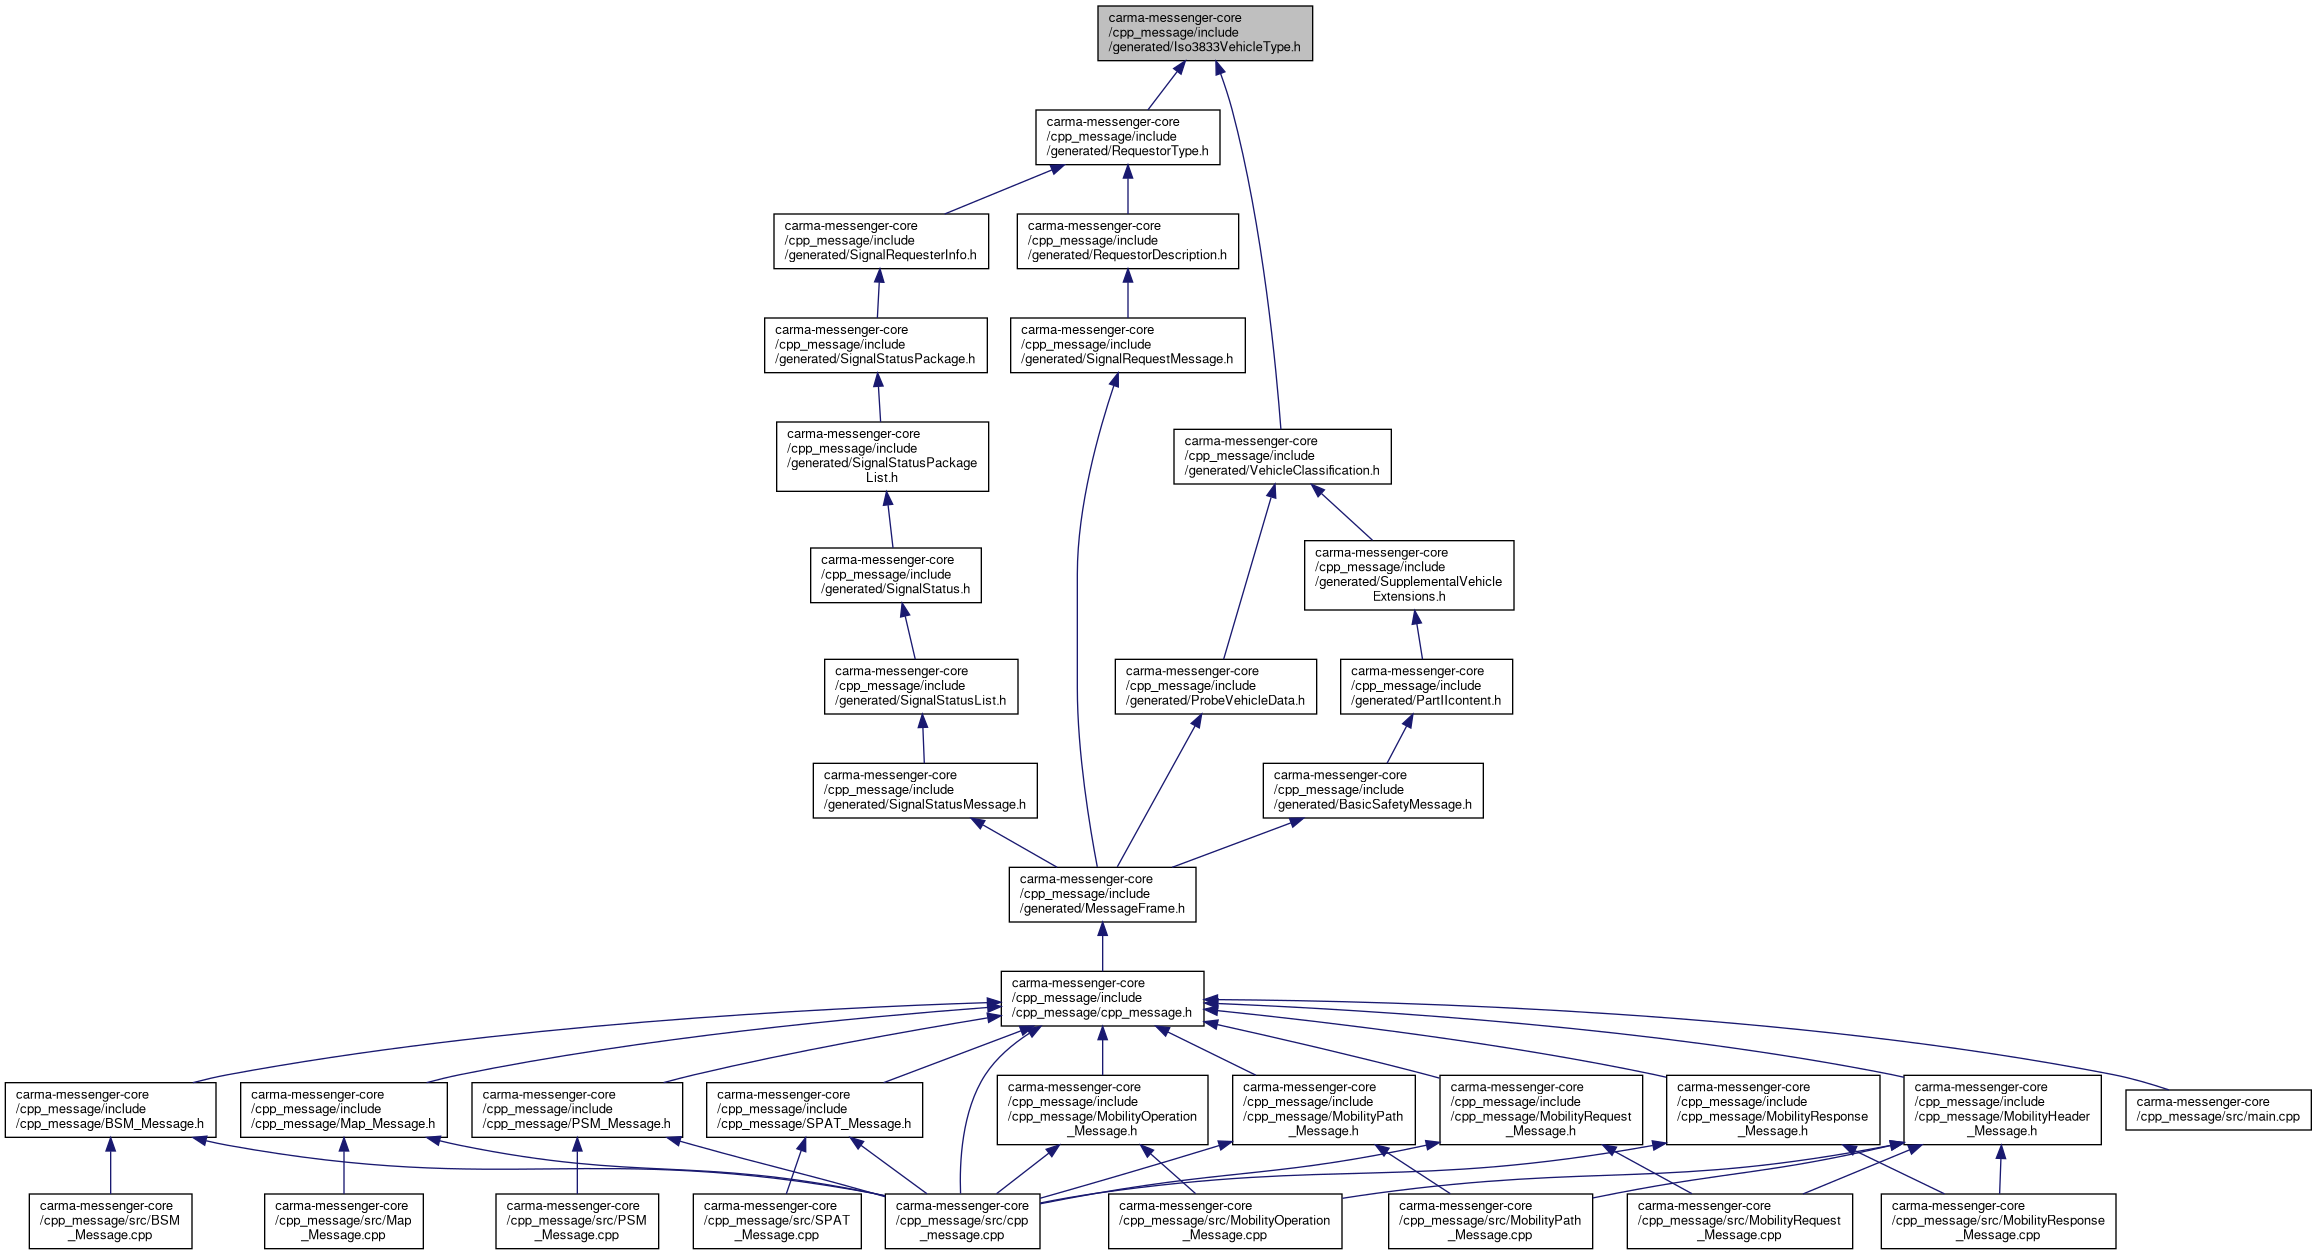 carma-messenger-core
/cpp_message/include
/generated/Iso3833VehicleType.h
carma-messenger-core
/cpp_message/include
/generated/RequestorType.h
carma-messenger-core
/cpp_message/include
/generated/SignalRequesterInfo.h
carma-messenger-core
/cpp_message/include
/generated/RequestorDescription.h
carma-messenger-core
/cpp_message/include
/generated/SignalStatusPackage.h
carma-messenger-core
/cpp_message/include
/generated/SignalRequestMessage.h
carma-messenger-core
/cpp_message/include
/generated/SignalStatusPackage
List.h
carma-messenger-core
/cpp_message/include
/generated/VehicleClassification.h
carma-messenger-core
/cpp_message/include
/generated/SignalStatus.h
carma-messenger-core
/cpp_message/include
/generated/SupplementalVehicle
Extensions.h
carma-messenger-core
/cpp_message/include
/generated/SignalStatusList.h
carma-messenger-core
/cpp_message/include
/generated/ProbeVehicleData.h
carma-messenger-core
/cpp_message/include
/generated/PartIIcontent.h
carma-messenger-core
/cpp_message/include
/generated/SignalStatusMessage.h
carma-messenger-core
/cpp_message/include
/generated/BasicSafetyMessage.h
carma-messenger-core
/cpp_message/include
/generated/MessageFrame.h
carma-messenger-core
/cpp_message/include
/cpp_message/cpp_message.h
carma-messenger-core
/cpp_message/include
/cpp_message/BSM_Message.h
carma-messenger-core
/cpp_message/include
/cpp_message/Map_Message.h
carma-messenger-core
/cpp_message/include
/cpp_message/PSM_Message.h
carma-messenger-core
/cpp_message/include
/cpp_message/SPAT_Message.h
carma-messenger-core
/cpp_message/include
/cpp_message/MobilityOperation
_Message.h
carma-messenger-core
/cpp_message/include
/cpp_message/MobilityPath
_Message.h
carma-messenger-core
/cpp_message/include
/cpp_message/MobilityRequest
_Message.h
carma-messenger-core
/cpp_message/include
/cpp_message/MobilityResponse
_Message.h
carma-messenger-core
/cpp_message/include
/cpp_message/MobilityHeader
_Message.h
carma-messenger-core
/cpp_message/src/main.cpp
carma-messenger-core
/cpp_message/src/BSM
_Message.cpp
carma-messenger-core
/cpp_message/src/Map
_Message.cpp
carma-messenger-core
/cpp_message/src/PSM
_Message.cpp
carma-messenger-core
/cpp_message/src/SPAT
_Message.cpp
carma-messenger-core
/cpp_message/src/cpp
_message.cpp
carma-messenger-core
/cpp_message/src/MobilityOperation
_Message.cpp
carma-messenger-core
/cpp_message/src/MobilityPath
_Message.cpp
carma-messenger-core
/cpp_message/src/MobilityRequest
_Message.cpp
carma-messenger-core
/cpp_message/src/MobilityResponse
_Message.cpp